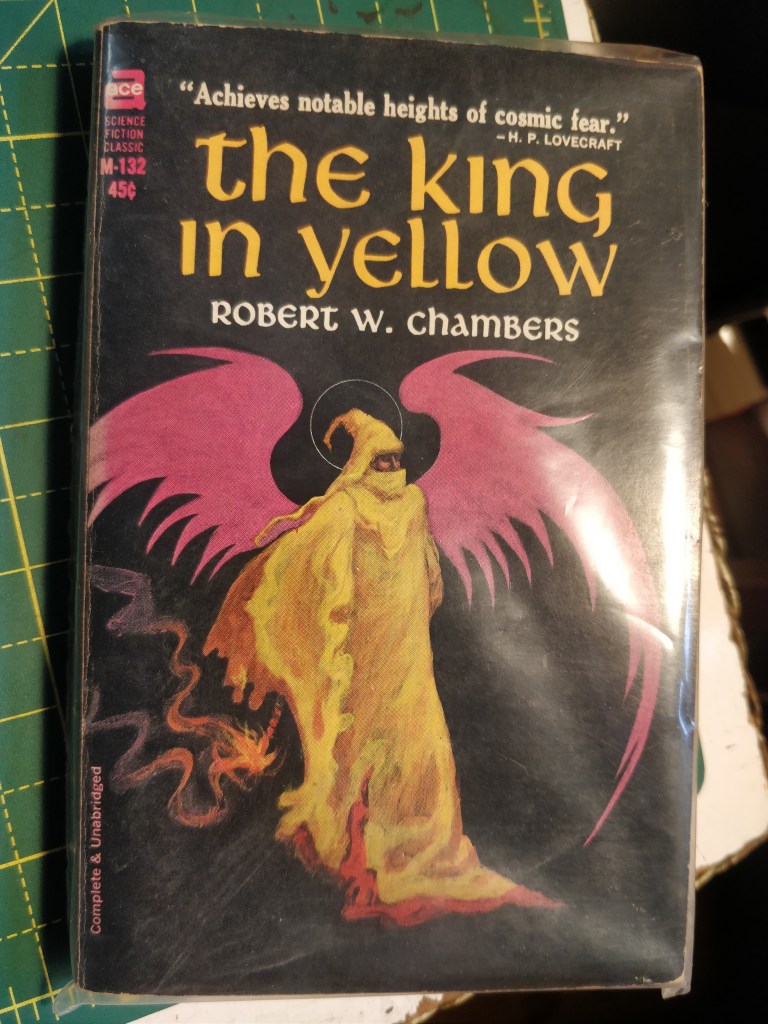 ace
SCIENCE
FICTION
CLASSIC
M-132
45¢
“Achieves notable heights of cosmic fear.”
–H. P. LOVECRAFT
the king
in yellow
ROBERT W. Chambers
Complete & Unabridged